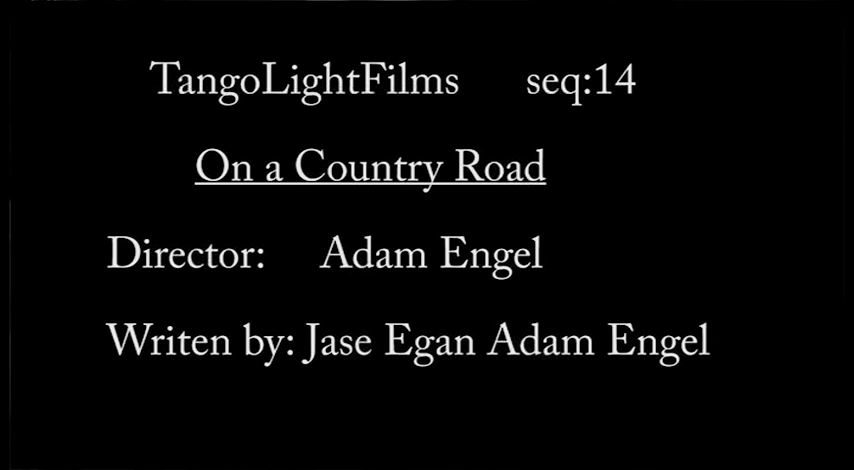 TangoLightFilms seq:14
On a Country Road
Director: Adam Engel
Writen by: Jase Egan Adam Engel